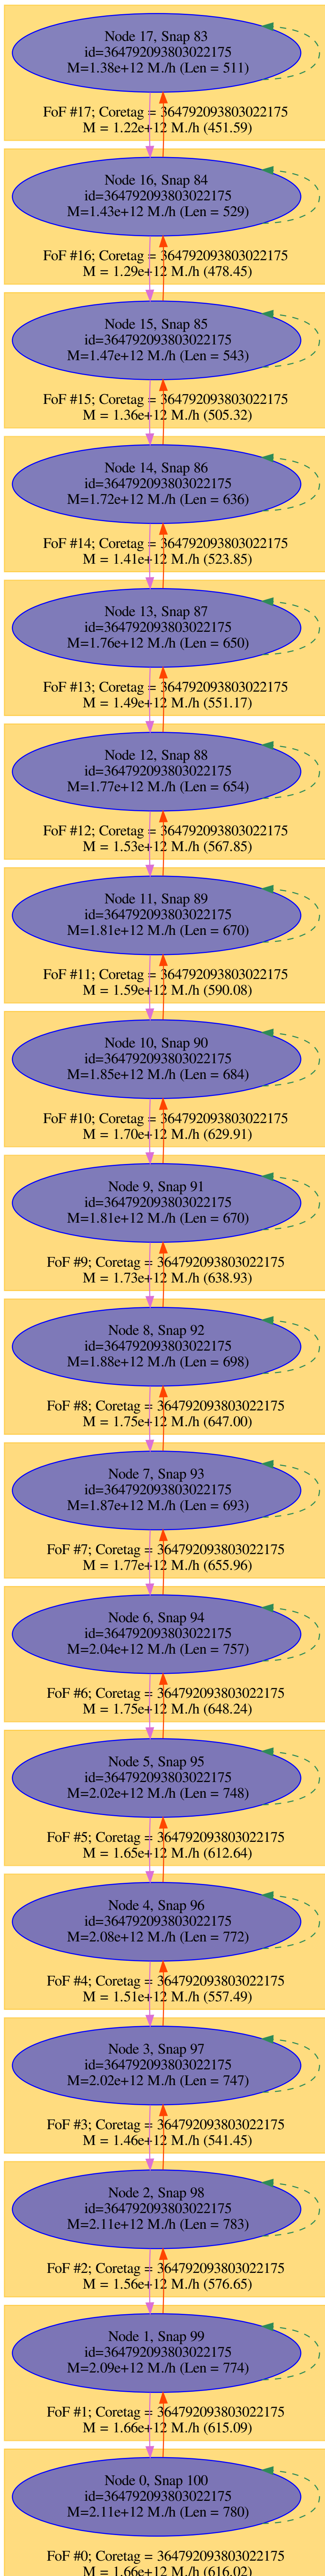 Node 17, Snap 83
id=364792093803022175
M=1.38e+12 M./h (Len = 511)
FoF #17; Coretag = 364792093803022175
M = 1.22e+12 M./h (451.59)
Node 16, Snap 84
id=364792093803022175
M=1.43e+12 M./h (Len = 529)
FoF #16; Coretag = 364792093803022175
M = 1.29e+12 M./h (478.45)
Node 15, Snap 85
id=364792093803022175
M=1.47e+12 M./h (Len = 543)
FoF #15; Coretag = 364792093803022175
M = 1.36e+12 M./h (505.32)
Node 14, Snap 86
id=364792093803022175
M=1.72e+12 M./h (Len = 636)
FoF #14; Coretag = 364792093803022175
M = 1.41e+12 M./h (523.85)
Node 13, Snap 87
id=364792093803022175
M=1.76e+12 M./h (Len = 650)
FoF #13; Coretag = 364792093803022175
M = 1.49e+12 M./h (551.17)
Node 12, Snap 88
id=364792093803022175
M=1.77e+12 M./h (Len = 654)
FoF #12; Coretag = 364792093803022175
M = 1.53e+12 M./h (567.85)
Node 11, Snap 89
id=364792093803022175
M=1.81e+12 M./h (Len = 670)
FoF #11; Coretag = 364792093803022175
M = 1.59e+12 M./h (590.08)
Node 10, Snap 90
id=364792093803022175
M=1.85e+12 M./h (Len = 684)
FoF #10; Coretag = 364792093803022175
M = 1.70e+12 M./h (629.91)
Node 9, Snap 91
id=364792093803022175
M=1.81e+12 M./h (Len = 670)
FoF #9; Coretag = 364792093803022175
M = 1.73e+12 M./h (638.93)
Node 8, Snap 92
id=364792093803022175
M=1.88e+12 M./h (Len = 698)
FoF #8; Coretag = 364792093803022175
M = 1.75e+12 M./h (647.00)
Node 7, Snap 93
id=364792093803022175
M=1.87e+12 M./h (Len = 693)
FoF #7; Coretag = 364792093803022175
M = 1.77e+12 M./h (655.96)
Node 6, Snap 94
id=364792093803022175
M=2.04e+12 M./h (Len = 757)
FoF #6; Coretag = 364792093803022175
M = 1.75e+12 M./h (648.24)
Node 5, Snap 95
id=364792093803022175
M=2.02e+12 M./h (Len = 748)
FoF #5; Coretag = 364792093803022175
M = 1.65e+12 M./h (612.64)
Node 4, Snap 96
id=364792093803022175
M=2.08e+12 M./h (Len = 772)
FoF #4; Coretag = 364792093803022175
M = 1.51e+12 M./h (557.49)
Node 3, Snap 97
id=364792093803022175
M=2.02e+12 M./h (Len = 747)
FoF #3; Coretag = 364792093803022175
M = 1.46e+12 M./h (541.45)
Node 2, Snap 98
id=364792093803022175
M=2.11e+12 M./h (Len = 783)
FoF #2; Coretag = 364792093803022175
M = 1.56e+12 M./h (576.65)
Node 1, Snap 99
id=364792093803022175
M=2.09e+12 M./h (Len = 774)
FoF #1; Coretag = 364792093803022175
M = 1.66e+12 M./h (615.09)
Node 0, Snap 100
id=364792093803022175
M=2.11e+12 M./h (Len = 780)
FoF #0; Coretag = 364792093803022175
M = 1.66e+12 M./h (616.02)